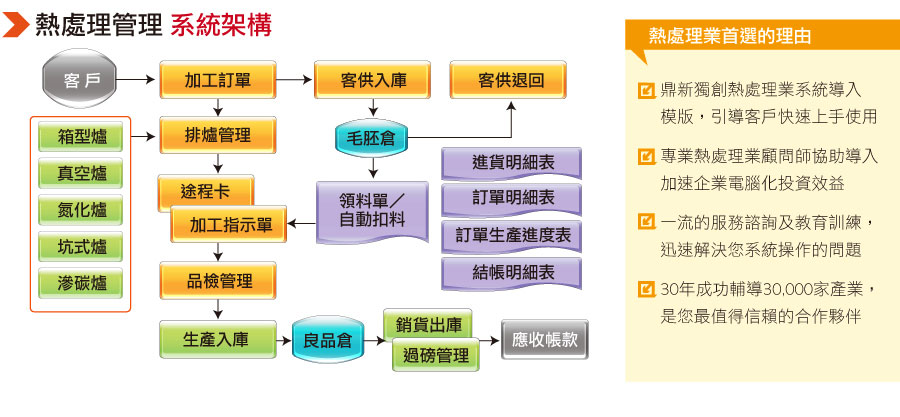 熱處理管理 系統架構
客戶
加工訂單
客供入庫
客供退回
箱型爐
真空爐
氮化爐
坑式爐
滲碳爐
排爐管理
毛胚倉
途程卡
加工指示單
領料單／
自動扣料
進貨明細表
訂單明細表
訂單生產進度表
結帳明細表
品檢管理
生產入庫
良品倉
銷貨出庫
過磅管理
應收帳款
熱處理業首選的理由
鼎新獨創熱處理業系統導入
模版，引導客戶快速上手使用
專業熱處理業顧問師協助導入
加速企業電腦化投資效益
一流的服務諮詢及教育訓練，
迅速解決您系統操作的問題
30年成功輔導30,000家產業，
是您最值得信賴的合作夥伴